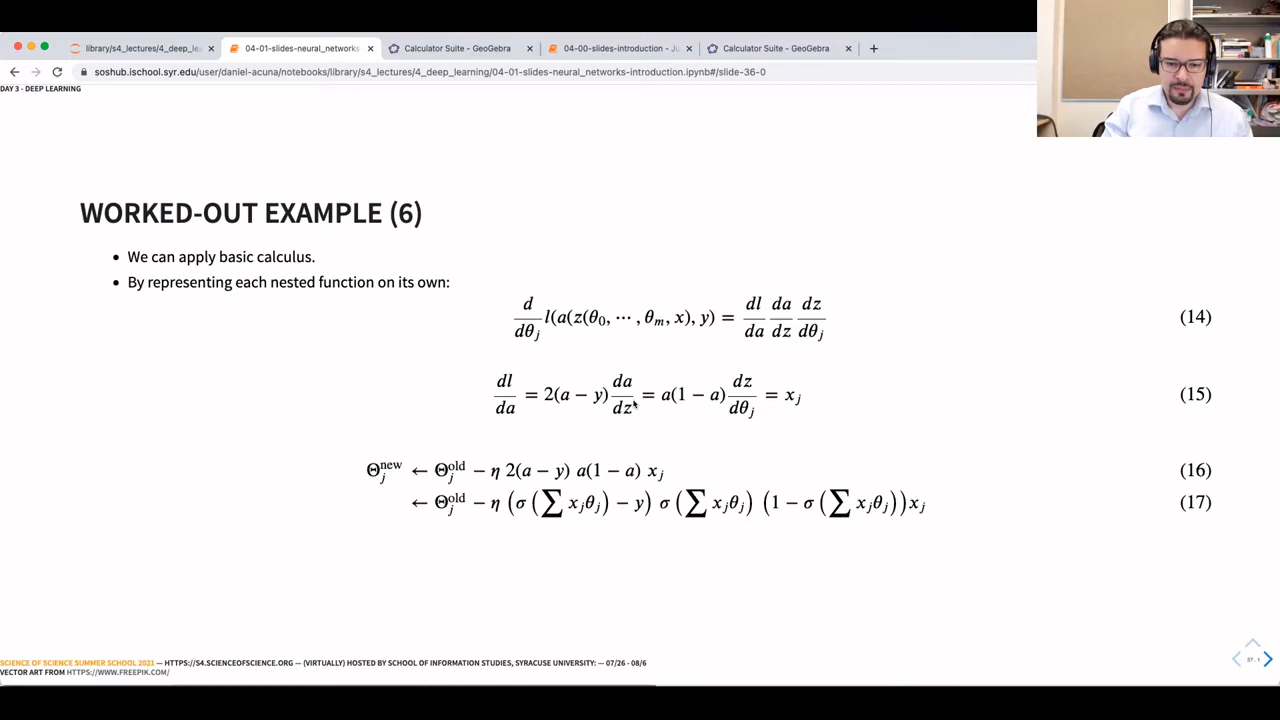 library/s4_lectures/4_deep_le
04-01-slides-neural_networks
Calculator Suite - GeoGebra
04-00-slides-introduction - Ju
Calculator Suite - GeoGebra
soshub.ischool.syr.edu/user/daniel-acuna/notebooks/library/s4_lectures/4_deep_learning/04-01-slides-neural_networks-introduction.ipynb#/slide-36-0
DAY 3 - DEEP LEARNING
WORKED-OUT EXAMPLE (6)
• We can apply basic calculus.
• By representing each nested function on its own:
d/dθ_j l(a(z(θ_0, ⋯ , θ_m, x), y) = dl/da da/dz dz/dθ_j (14)
dl/da = 2(a − y) da/dz = a(1 − a) dz/dθ_j = x_j (15)
Θ_j^new ← Θ_j^old − η 2(a − y) a(1 − a) x_j (16)
← Θ_j^old − η (σ (∑ x_jθ_j) − y) σ (∑ x_jθ_j) (1 − σ (∑ x_jθ_j))x_j (17)
SCIENCE OF SCIENCE SUMMER SCHOOL 2021 — HTTPS://S4.SCIENCEOFSCIENCE.ORG — (VIRTUALLY) HOSTED BY SCHOOL OF INFORMATION STUDIES, SYRACUSE UNIVERSITY: — 07/26 - 08/6
VECTOR ART FROM HTTPS://WWW.FREEPIK.COM/
37.1